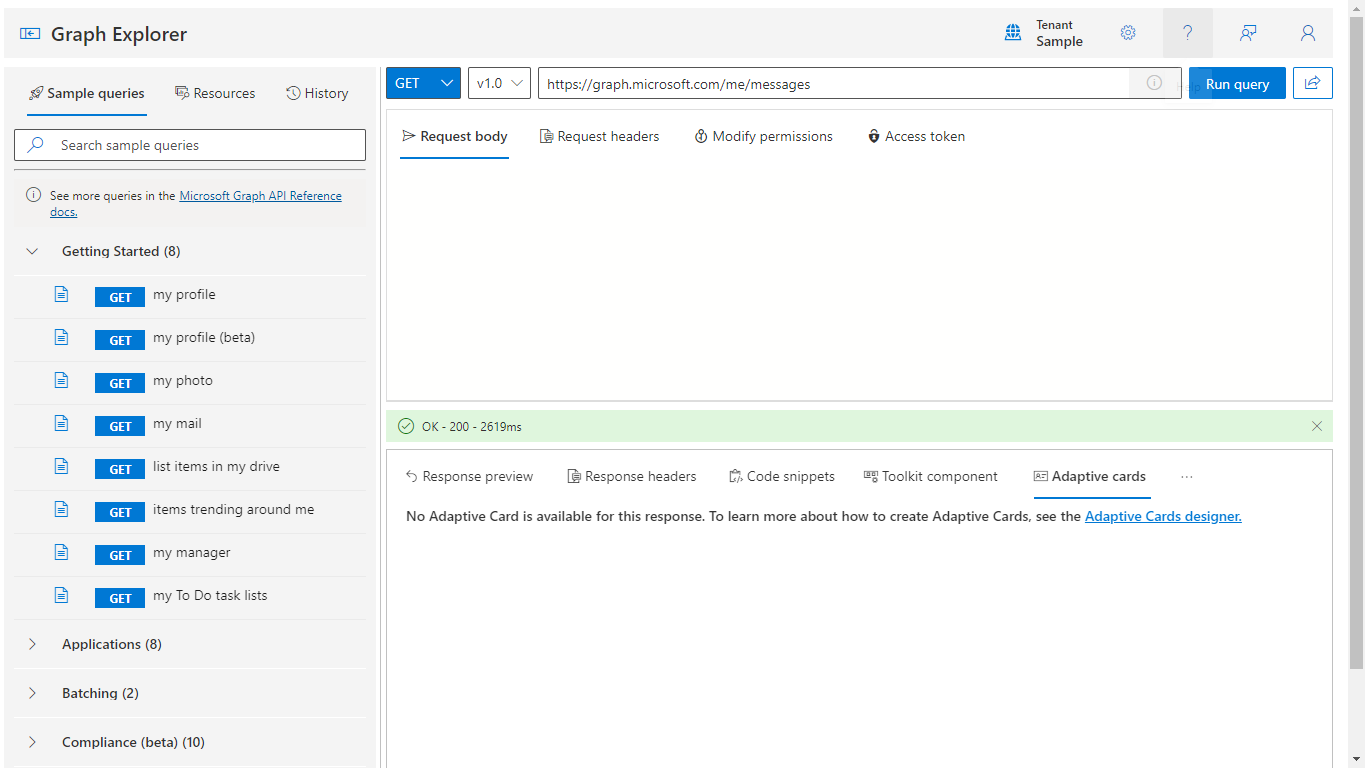 Graph Explorer
Tenant
Sample
Sample queries
Resources
History
Search sample queries
See more queries in the Microsoft Graph API Reference
docs.
Getting Started (8)
GET my profile
GET my profile (beta)
GET my photo
GET my mail
GET list items in my drive
GET items trending around me
GET my manager
GET my To Do task lists
Applications (8)
Batching (2)
Compliance (beta) (10)
GET
v1.0
https://graph.microsoft.com/me/messages
Help
Run query
Request body
Request headers
Modify permissions
Access token
OK - 200 - 2619ms
Response preview
Response headers
Code snippets
Toolkit component
Adaptive cards
...
No Adaptive Card is available for this response. To learn more about how to create Adaptive Cards, see the Adaptive Cards designer.